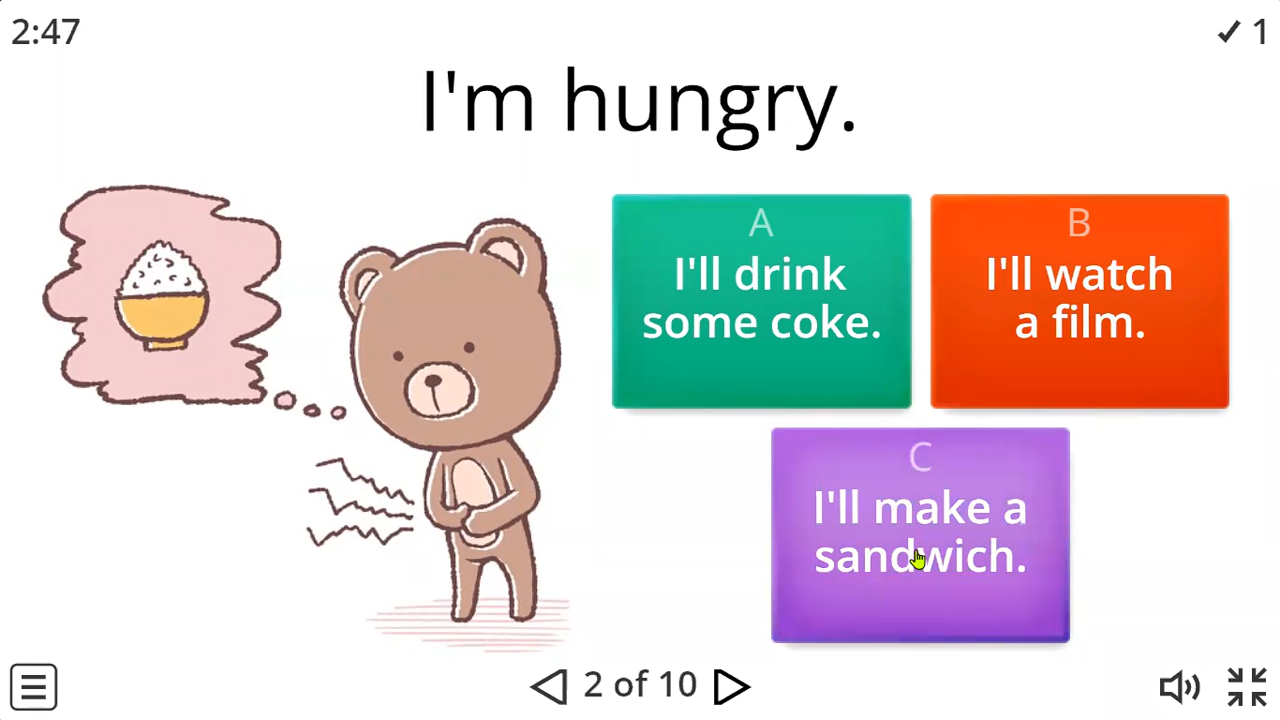 2:47
✓ 1
I'm hungry.
A
I'll drink
some coke.
B
I'll watch
a film.
C
I'll make a
sandwich.
2 of 10